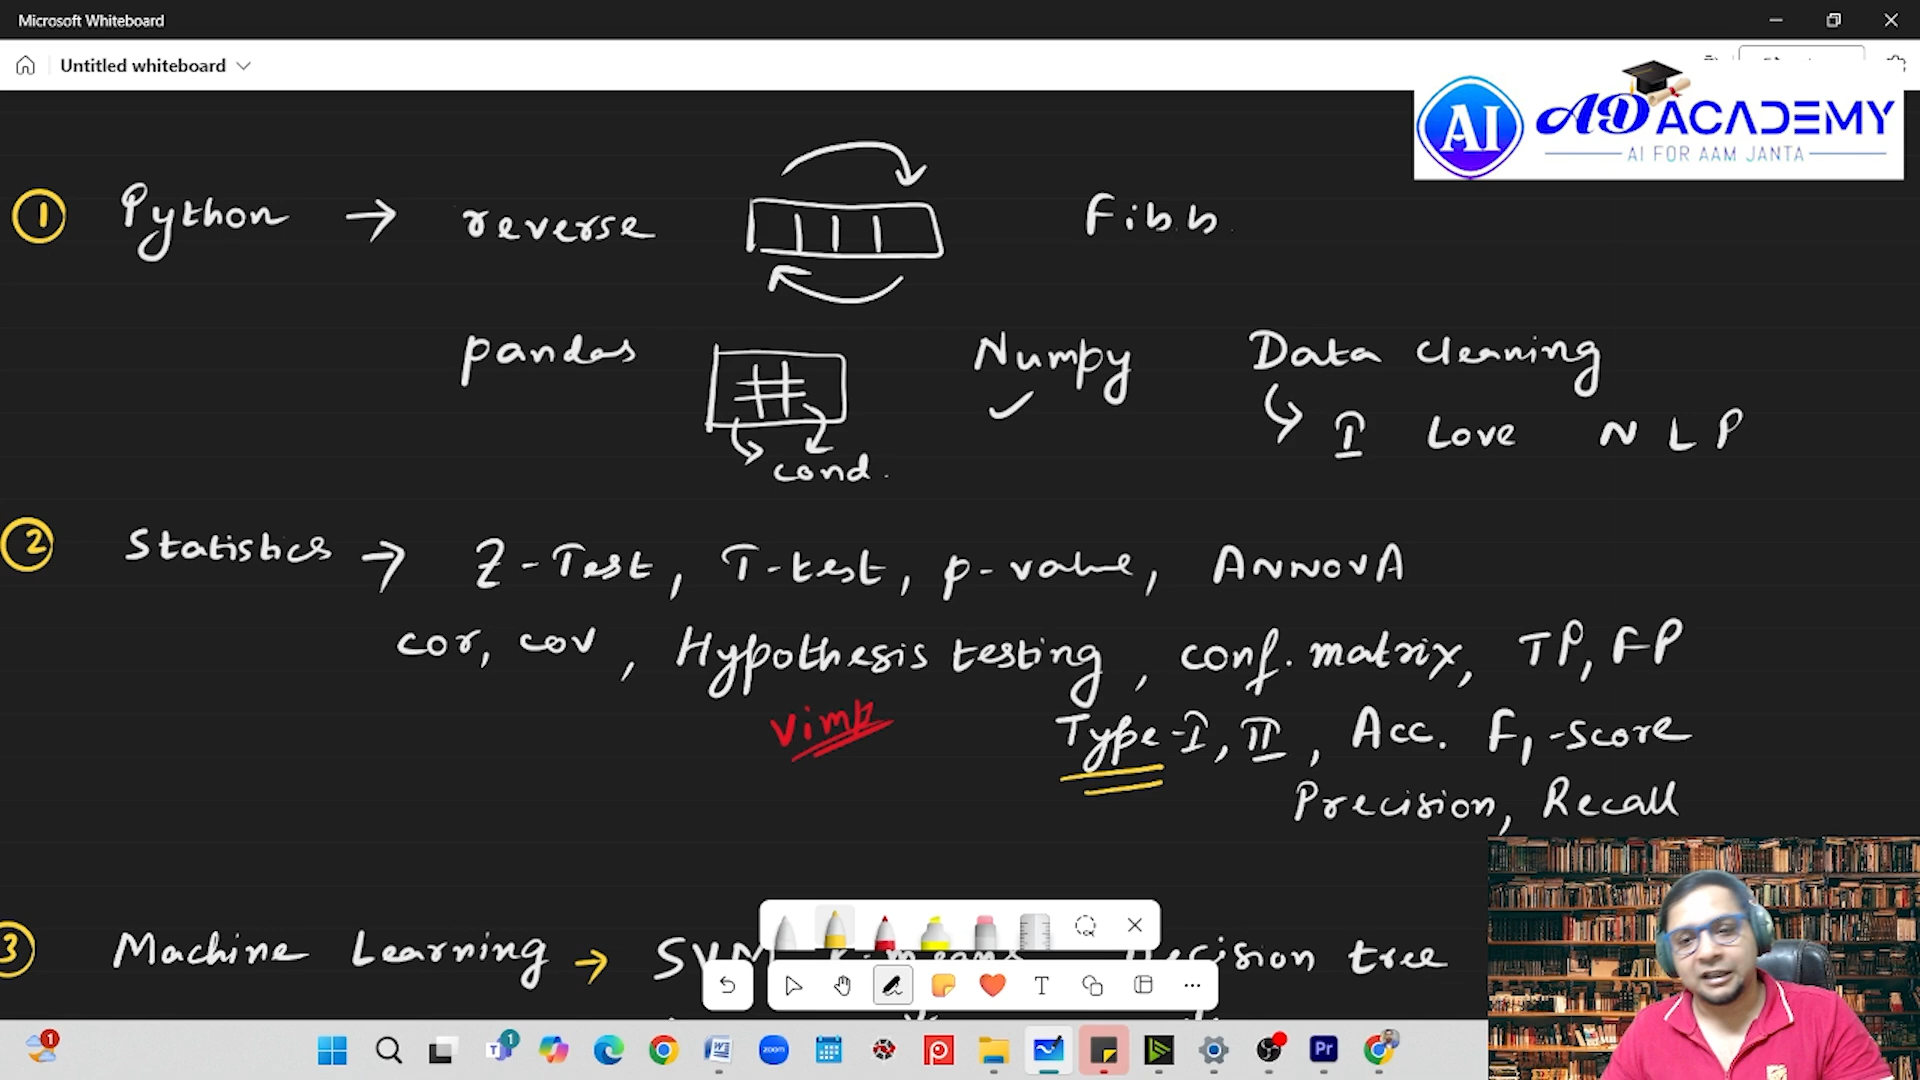 Microsoft Whiteboard
Untitled whiteboard
AI AD ACADEMY
AI FOR AAM JANTA
1 Python → reverse Fibb
pandas Numpy Data cleaning
cond. I Love NLP
2 Statistics → Z-Test, T-test, p-value, ANNOVA
cor, cov, Hypothesis testing, conf. matrix, TP, FP
Vimp Type-I, II, Acc. F1-score
Precision, Recall
3 Machine Learning → SVM Decision tree